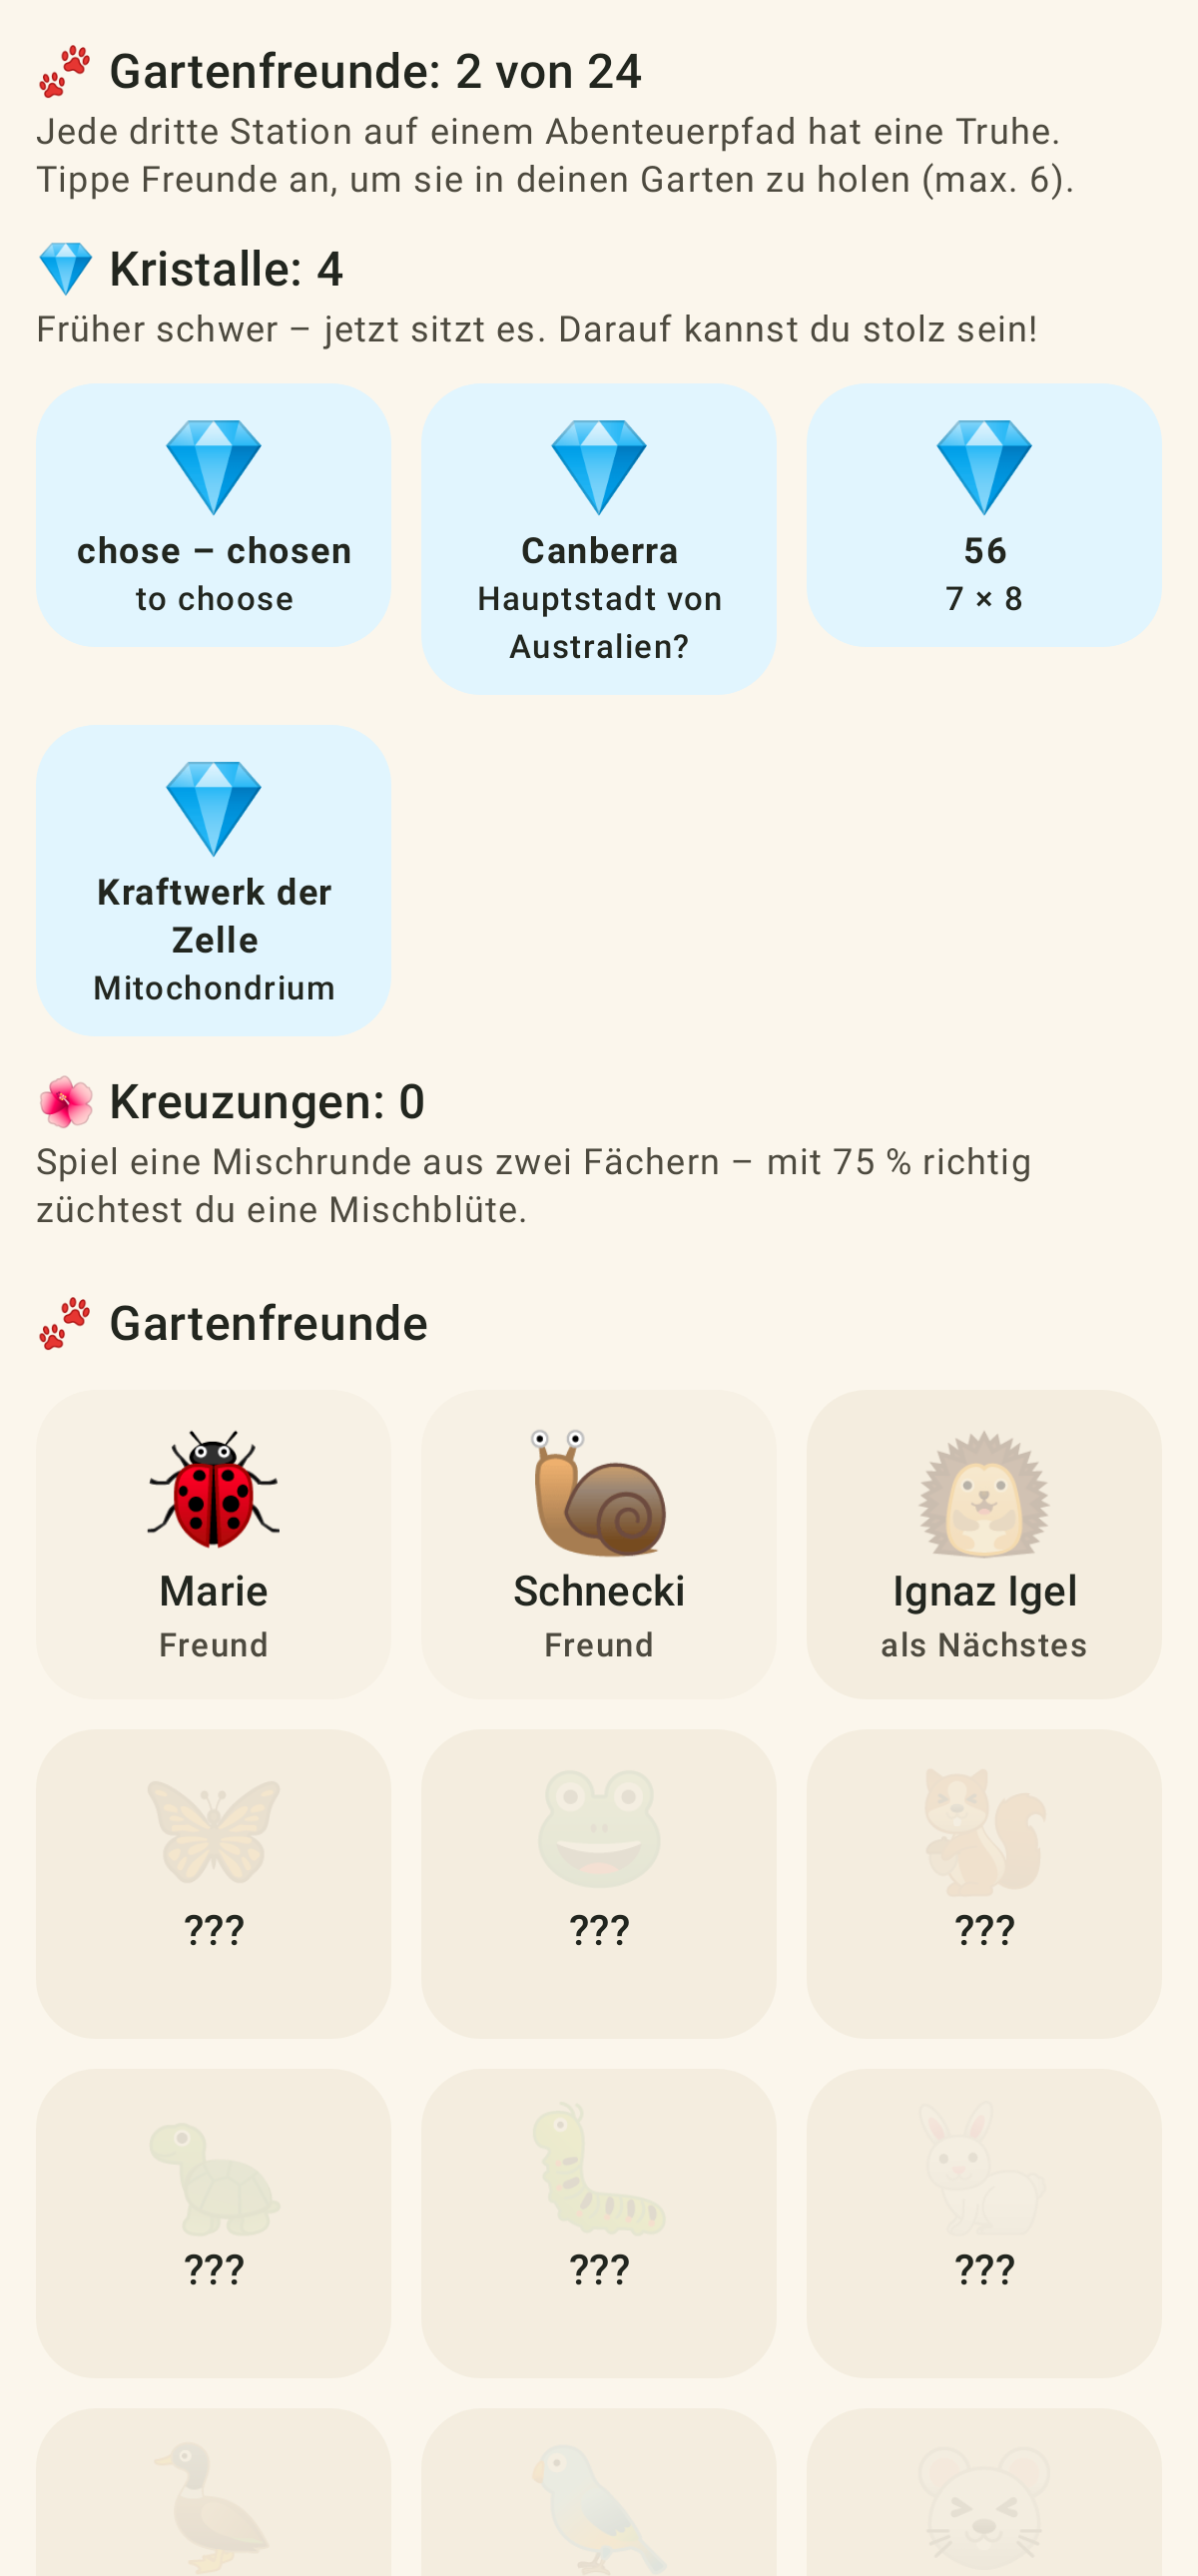 Gartenfreunde: 2 von 24
Jede dritte Station auf einem Abenteuerpfad hat eine Truhe.
Tippe Freunde an, um sie in deinen Garten zu holen (max. 6).
Kristalle: 4
Früher schwer – jetzt sitzt es. Darauf kannst du stolz sein!
chose – chosen
to choose
Canberra
Hauptstadt von
Australien?
56
7 × 8
Kraftwerk der
Zelle
Mitochondrium
Kreuzungen: 0
Spiel eine Mischrunde aus zwei Fächern – mit 75 % richtig
züchtest du eine Mischblüte.
Gartenfreunde
Marie
Freund
Schnecki
Freund
Ignaz Igel
als Nächstes
???
???
???
???
???
???